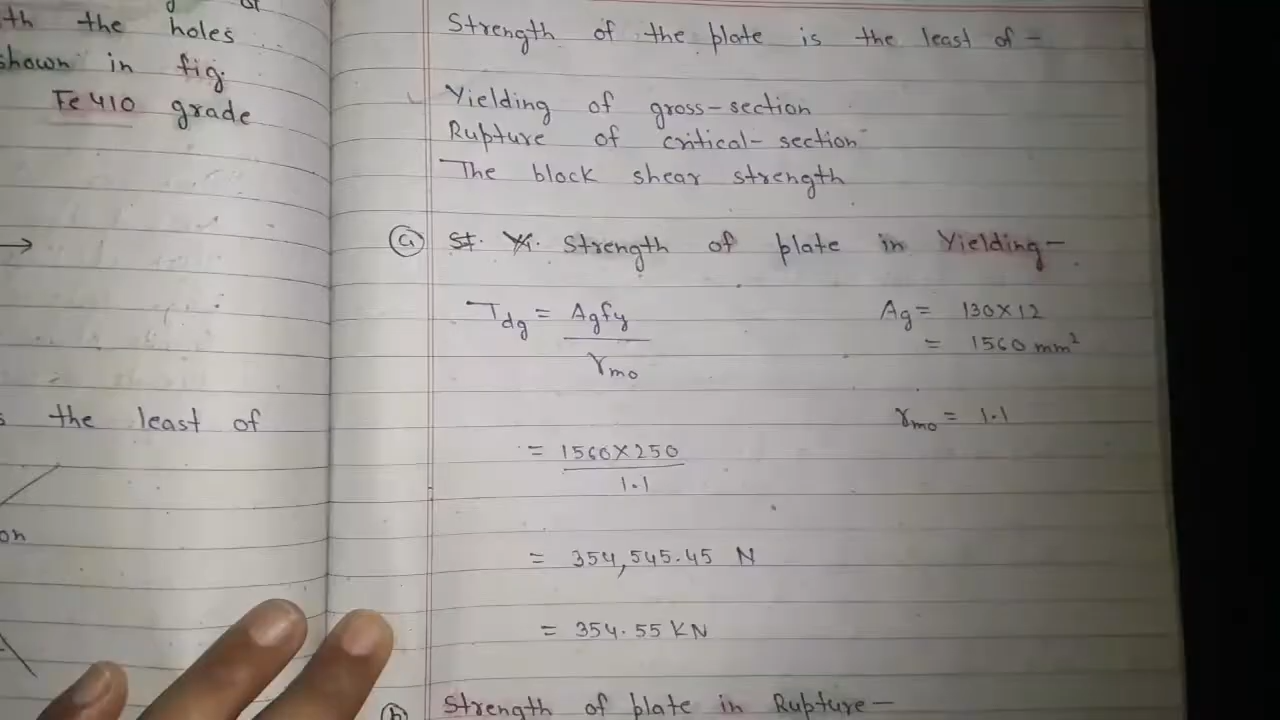 th the holes
shown in fig.
Fe 410 grade
the least of
on
Strength of the plate is the least of -
Yielding of gross-section
Rupture of critical-section
The block shear strength
(a) Strength of plate in Yielding-
Tdg = Agfy / γmo
Ag = 130×12
= 1560 mm²
γmo = 1.1
= 1560×250 / 1.1
= 354,545.45 N
= 354.55 KN
(b) Strength of plate in Rupture-